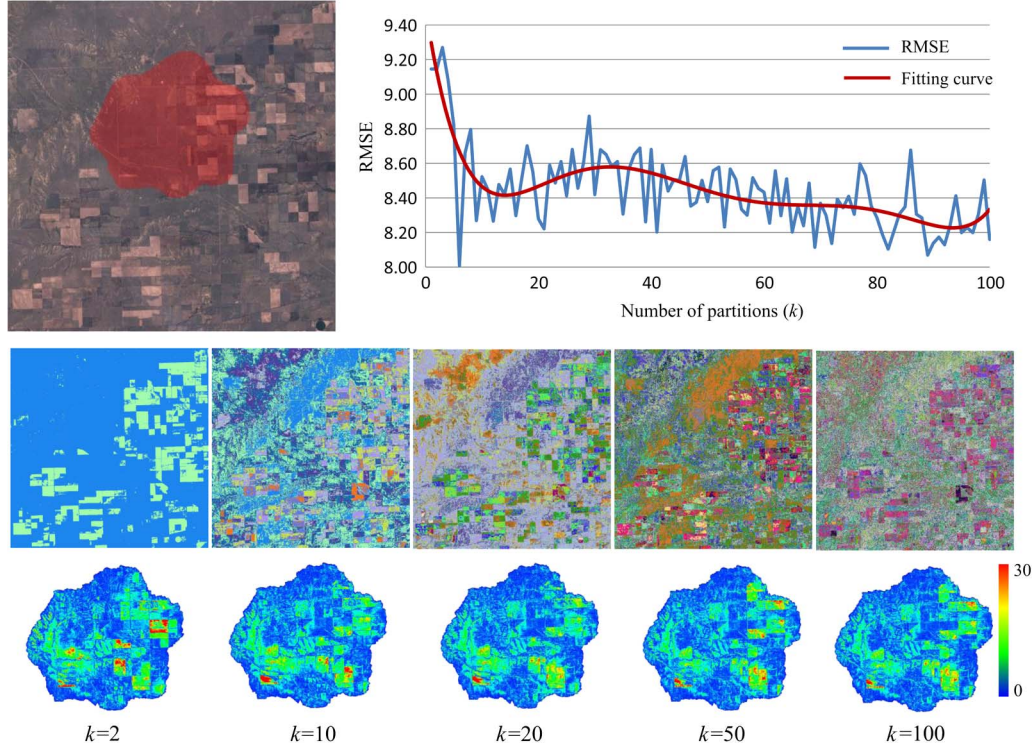 9.40
9.20
9.00
8.80
8.60
8.40
8.20
8.00
RMSE
RMSE
Fitting curve
0 20 40 60 80 100
Number of partitions (k)
30
0
k=2 k=10 k=20 k=50 k=100